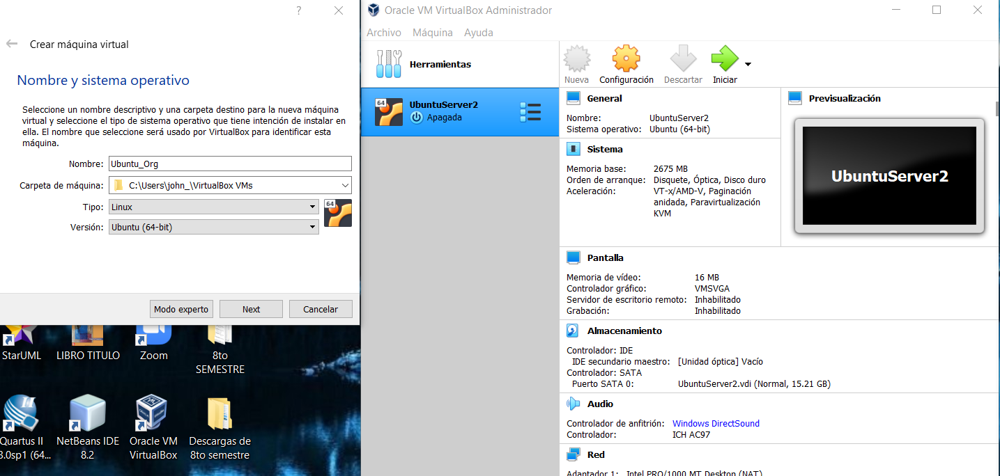 ?
Crear máquina virtual
Nombre y sistema operativo
Seleccione un nombre descriptivo y una carpeta destino para la nueva máquina
virtual y seleccione el tipo de sistema operativo que tiene intención de instalar en
ella. El nombre que seleccione será usado por VirtualBox para identificar esta
máquina.
Nombre: Ubuntu_Org
Carpeta de máquina: C:\Users\john_\VirtualBox VMs
Tipo: Linux
64
Versión: Ubuntu (64-bit)
Modo experto Next Cancelar
StarUML LIBRO TITULO Zoom 8to
SEMESTRE
Quartus II NetBeans IDE Oracle VM Descargas de
3.0sp1 (64... 8.2 VirtualBox 8to semestre
Oracle VM VirtualBox Administrador
Archivo Máquina Ayuda
Herramientas
64 UbuntuServer2
Apagada
Nueva Configuración Descartar Iniciar
General
Nombre: UbuntuServer2
Sistema operativo: Ubuntu (64-bit)
Sistema
Memoria base: 2675 MB
Orden de arranque: Disquete, Óptica, Disco duro
Aceleración: VT-x/AMD-V, Paginación
anidada, Paravirtualización
KVM
Previsualización
UbuntuServer2
Pantalla
Memoria de vídeo: 16 MB
Controlador gráfico: VMSVGA
Servidor de escritorio remoto: Inhabilitado
Grabación: Inhabilitado
Almacenamiento
Controlador: IDE
IDE secundario maestro: [Unidad óptica] Vacío
Controlador: SATA
Puerto SATA 0: UbuntuServer2.vdi (Normal, 15.21 GB)
Audio
Controlador de anfitrión: Windows DirectSound
Controlador: ICH AC97
Red
Adaptador 1: Intel PRO/1000 MT Desktop (NAT)